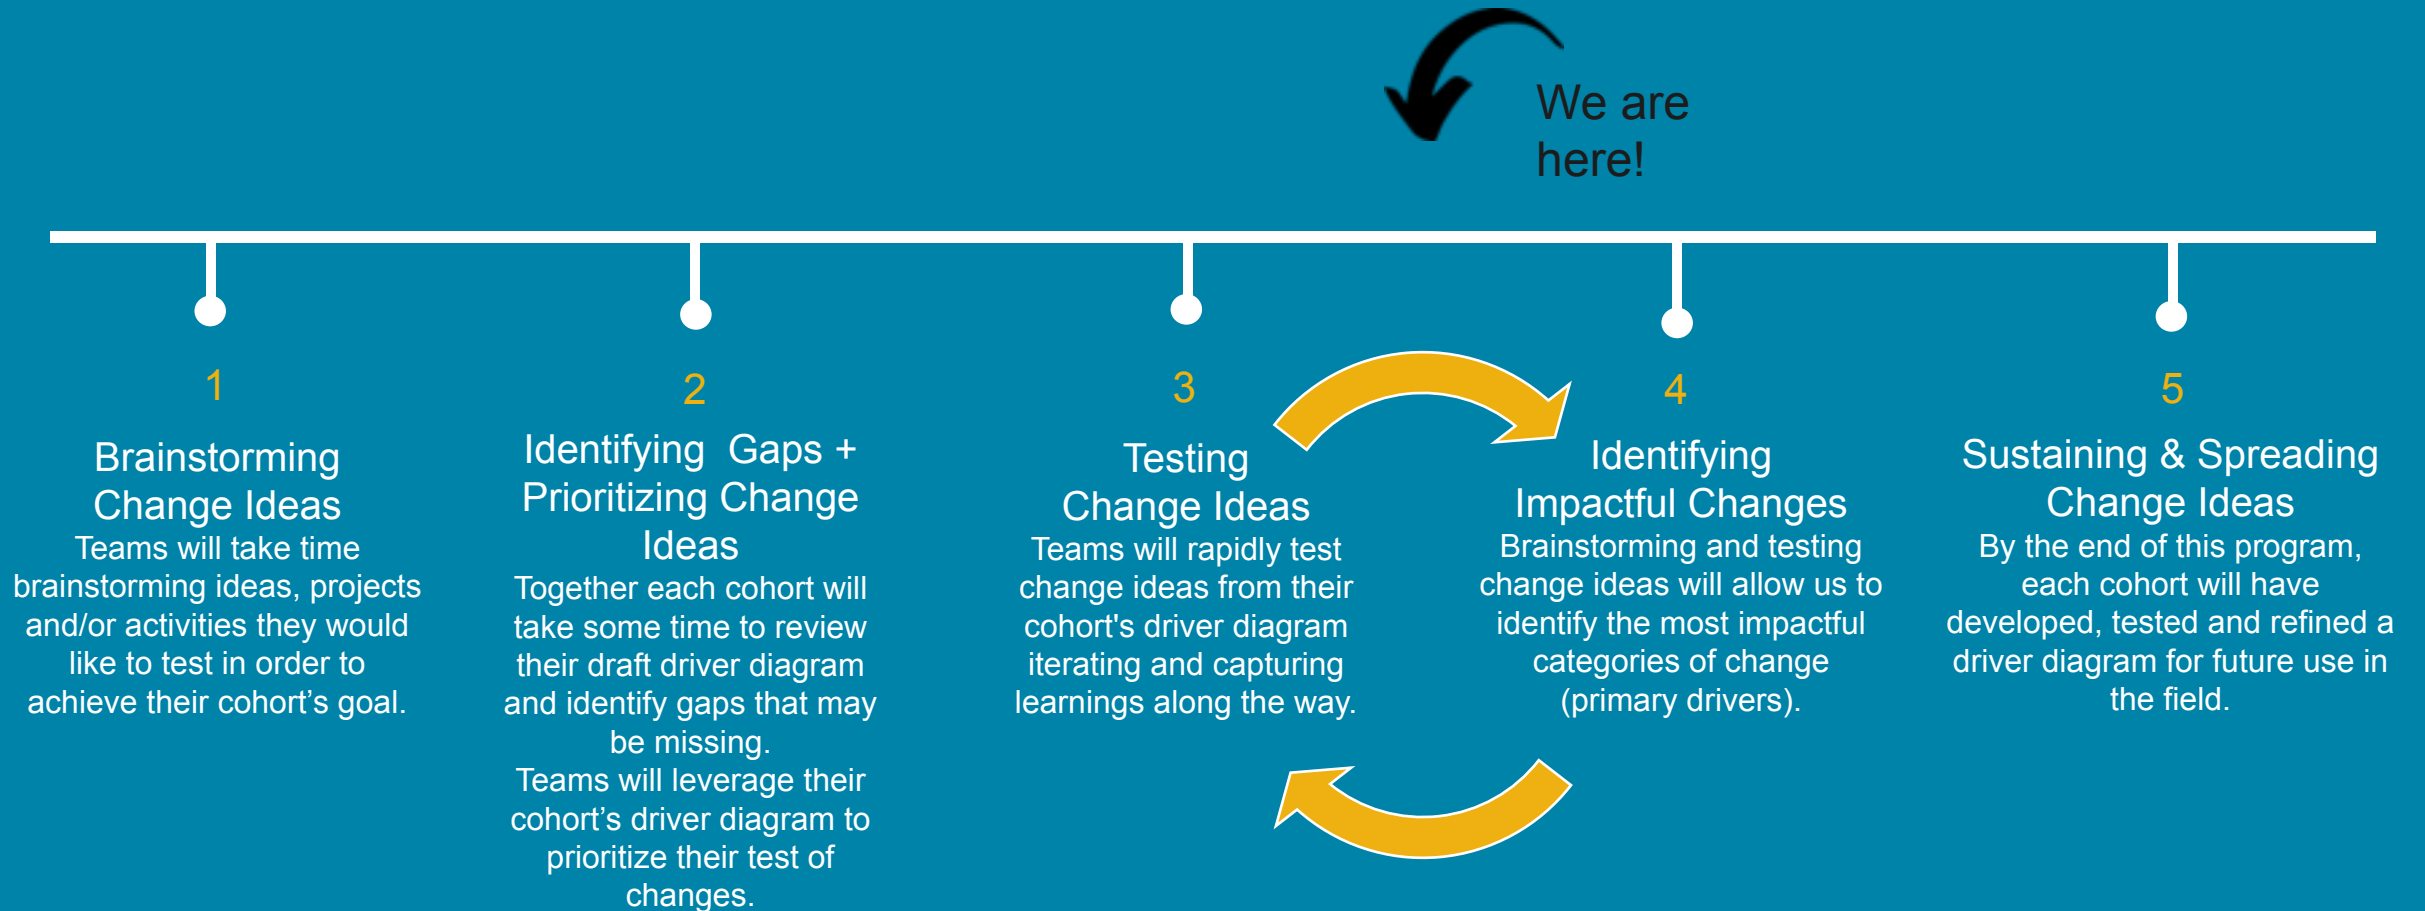 We are
here!
1
Brainstorming
Change Ideas
Teams will take time
brainstorming ideas, projects
and/or activities they would
like to test in order to
achieve their cohort’s goal.
2
Identifying  Gaps +
Prioritizing Change
Ideas
Together each cohort will
take some time to review
their draft driver diagram
and identify gaps that may
be missing.
Teams will leverage their
cohort’s driver diagram to
prioritize their test of
changes.
3
Testing
Change Ideas
Teams will rapidly test
change ideas from their
cohort's driver diagram
iterating and capturing
learnings along the way.
4
Identifying
Impactful Changes
Brainstorming and testing
change ideas will allow us to
identify the most impactful
categories of change
(primary drivers).
5
Sustaining & Spreading
Change Ideas
By the end of this program,
each cohort will have
developed, tested and refined a
driver diagram for future use in
the field.